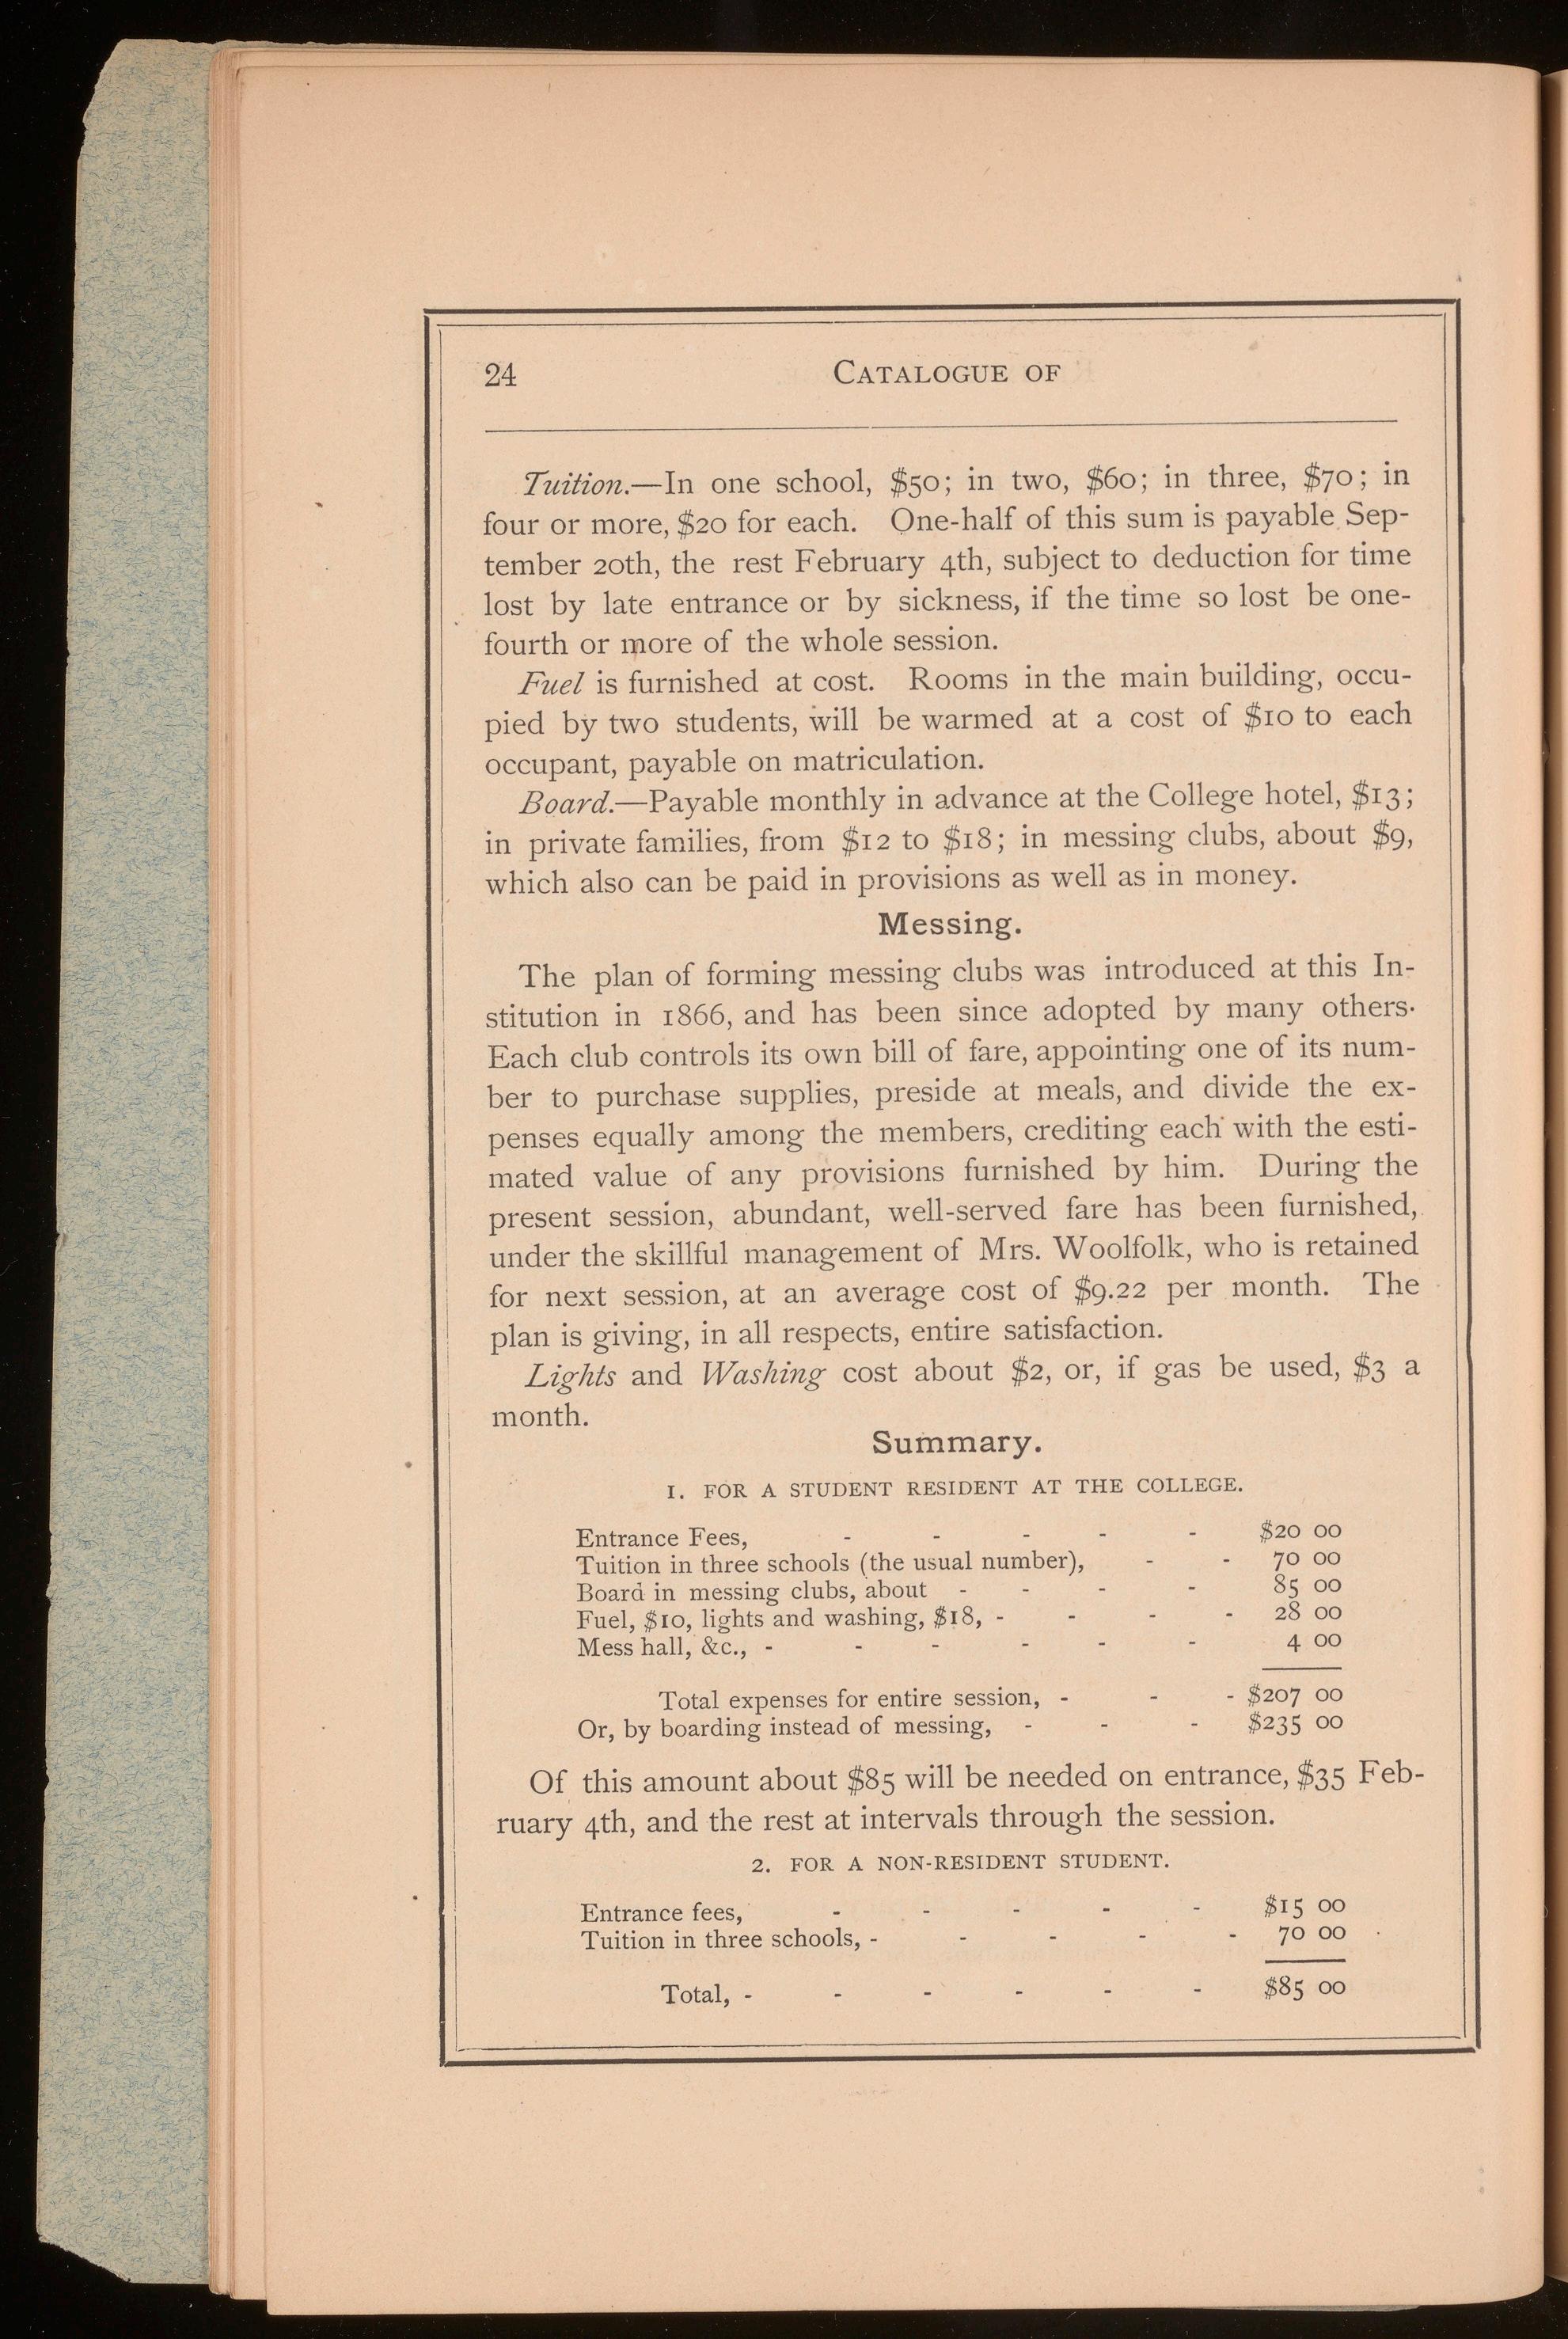 24 CATALOGUE OF
Tuition.—In one school, $50; in two, $60; in three, $70; in
four or more, $20 for each. One-half of this sum is payable Sep-
tember 20th, the rest February 4th, subject to deduction for time
lost by late entrance or by sickness, if the time so lost be one-
fourth or more of the whole session.
Fuel is furnished at cost. Rooms in the main building, occu-
pied by two students, will be warmed at a cost of $10 to each
occupant, payable on matriculation.
Board.—Payable monthly in advance at the College hotel, $13;
in private families, from $12 to $18; in messing clubs, about $9,
which also can be paid in provisions as well as in money.
Messing.
The plan of forming messing clubs was introduced at this In-
stitution in 1866, and has been since adopted by many others.
Each club controls its own bill of fare, appointing one of its num-
ber to purchase supplies, preside at meals, and divide the ex-
penses equally among the members, crediting each with the esti-
mated value of any provisions furnished by him. During the
present session, abundant, well-served fare has been furnished,
under the skillful management of Mrs. Woolfolk, who is retained
for next session, at an average cost of $9.22 per month. The
plan is giving, in all respects, entire satisfaction.
Lights and Washing cost about $2, or, if gas be used, $3 a
month.
Summary.
1. FOR A STUDENT RESIDENT AT THE COLLEGE.
Entrance Fees, - - - - - $20 00
Tuition in three schools (the usual number), - - 70 00
Board in messing clubs, about - - - - 85 00
Fuel, $10, lights and washing, $18, - - - - 28 00
Mess hall, &c., - - - - - - 4 00
Total expenses for entire session, - - - $207 00
Or, by boarding instead of messing, - - - $235 00
Of this amount about $85 will be needed on entrance, $35 Feb-
ruary 4th, and the rest at intervals through the session.
2. FOR A NON-RESIDENT STUDENT.
Entrance fees, - - - - - $15 00
Tuition in three schools, - - - - - 70 00
Total, - - - - - - $85 00